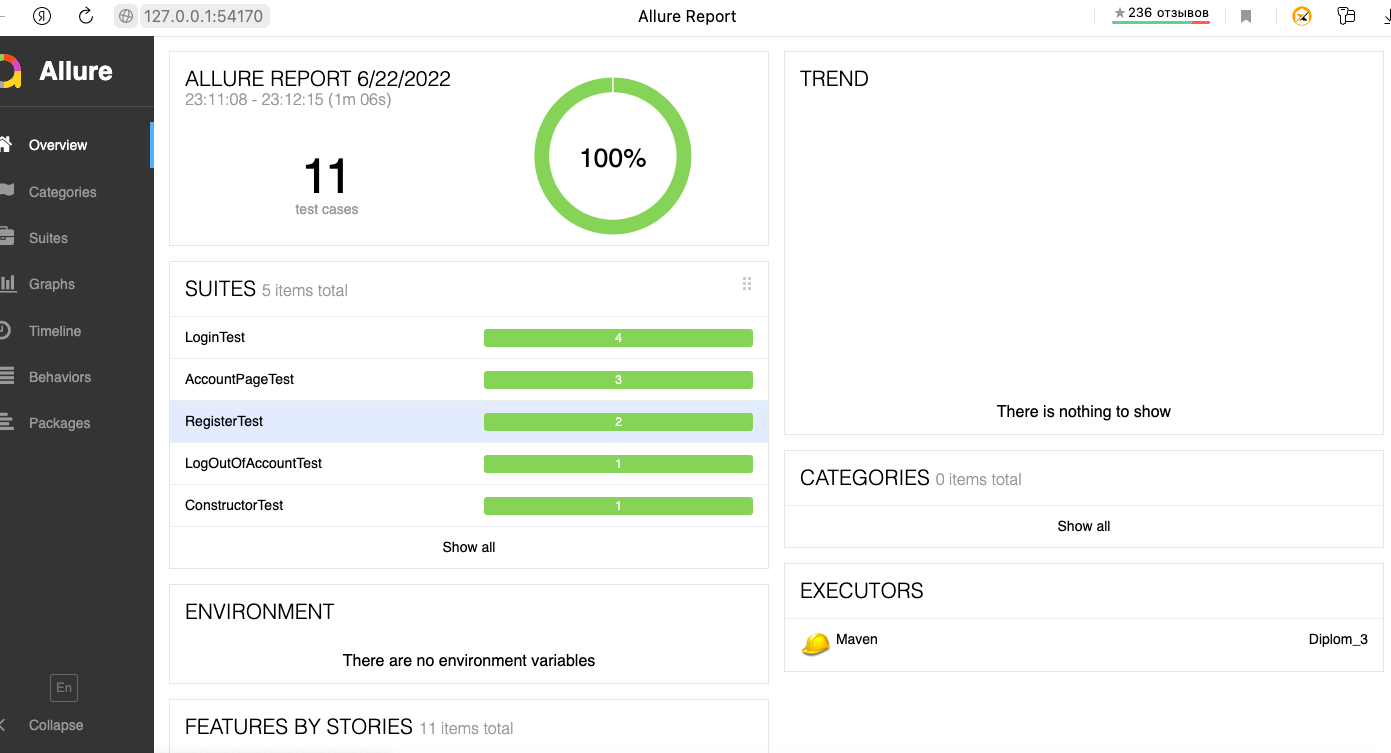 Я
127.0.0.1:54170
Allure Report
★ 236 отзывов
Allure
Overview
Categories
Suites
Graphs
Timeline
Behaviors
Packages
En
Collapse
ALLURE REPORT 6/22/2022
23:11:08 - 23:12:15 (1m 06s)
11
test cases
100%
SUITES 5 items total
LoginTest 4
AccountPageTest 3
RegisterTest 2
LogOutOfAccountTest 1
ConstructorTest 1
Show all
ENVIRONMENT
There are no environment variables
FEATURES BY STORIES 11 items total
TREND
There is nothing to show
CATEGORIES 0 items total
Show all
EXECUTORS
Maven Diplom_3